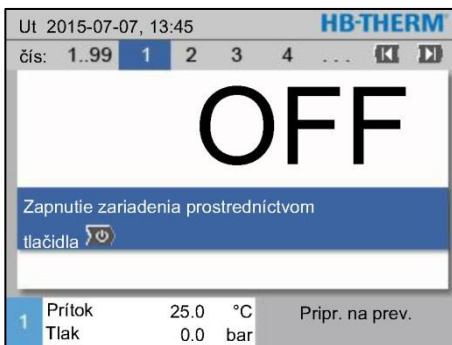 Ut 2015-07-07, 13:45 HB-THERM
čís: 1..99 1 2 3 4 ...
OFF
Zapnutie zariadenia prostredníctvom
tlačidla
1 Prítok 25.0 °C Pripr. na prev.
Tlak 0.0 bar